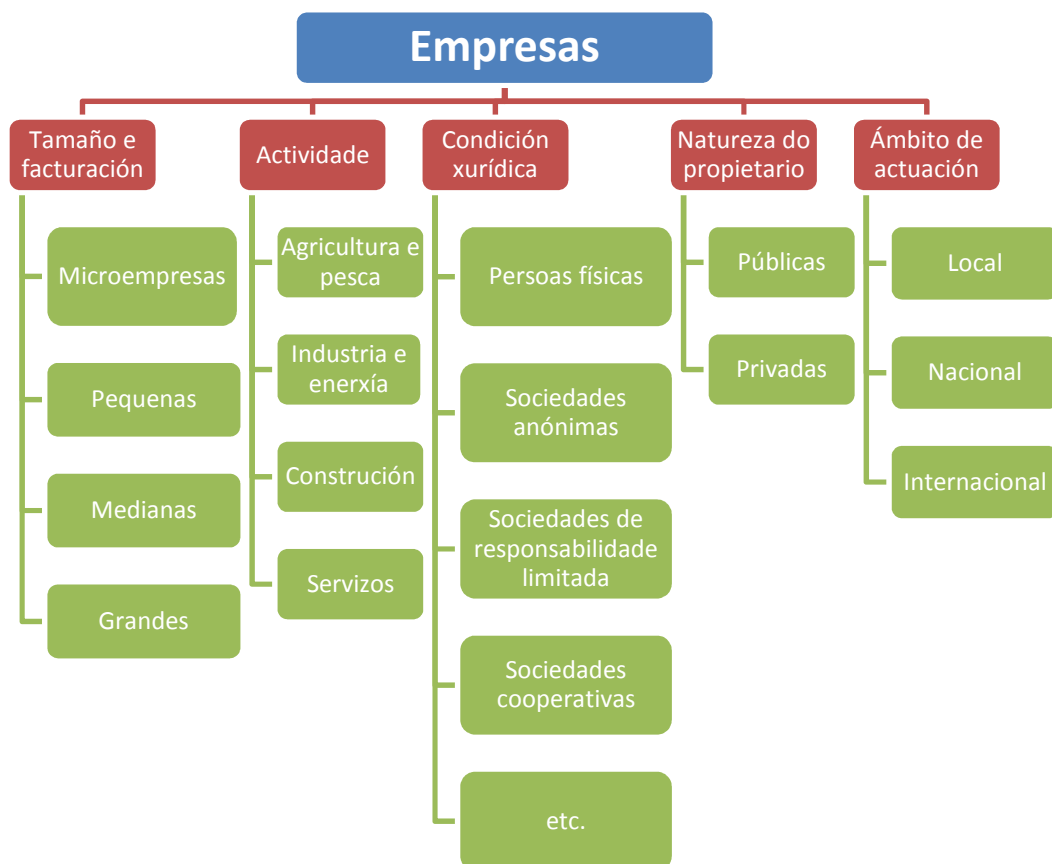 Empresas
Tamaño e
facturación
Microempresas
Pequenas
Medianas
Grandes
Actividade
Agricultura e
pesca
Industria e
enerxía
Construción
Servizos
Condición
xurídica
Persoas físicas
Sociedades
anónimas
Sociedades de
responsabilidade
limitada
Sociedades
cooperativas
etc.
Natureza do
propietario
Públicas
Privadas
Ámbito de
actuación
Local
Nacional
Internacional